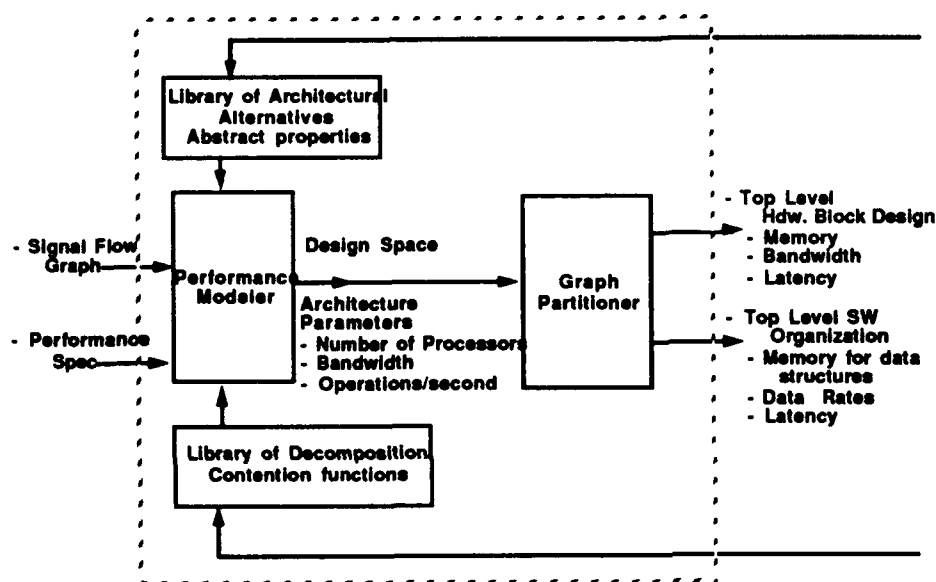 Library of Architectural
Alternatives
Abstract properties
- Signal Flow
Graph
- Performance
Spec
Performance
Modeler
Design Space
Architecture
Parameters
- Number of Processors
- Bandwidth
- Operations/second
Graph
Partitioner
- Top Level
Hdw. Block Design
- Memory
- Bandwidth
- Latency
- Top Level SW
Organization
- Memory for data
structures
- Data Rates
- Latency
Library of Decomposition
Contention functions